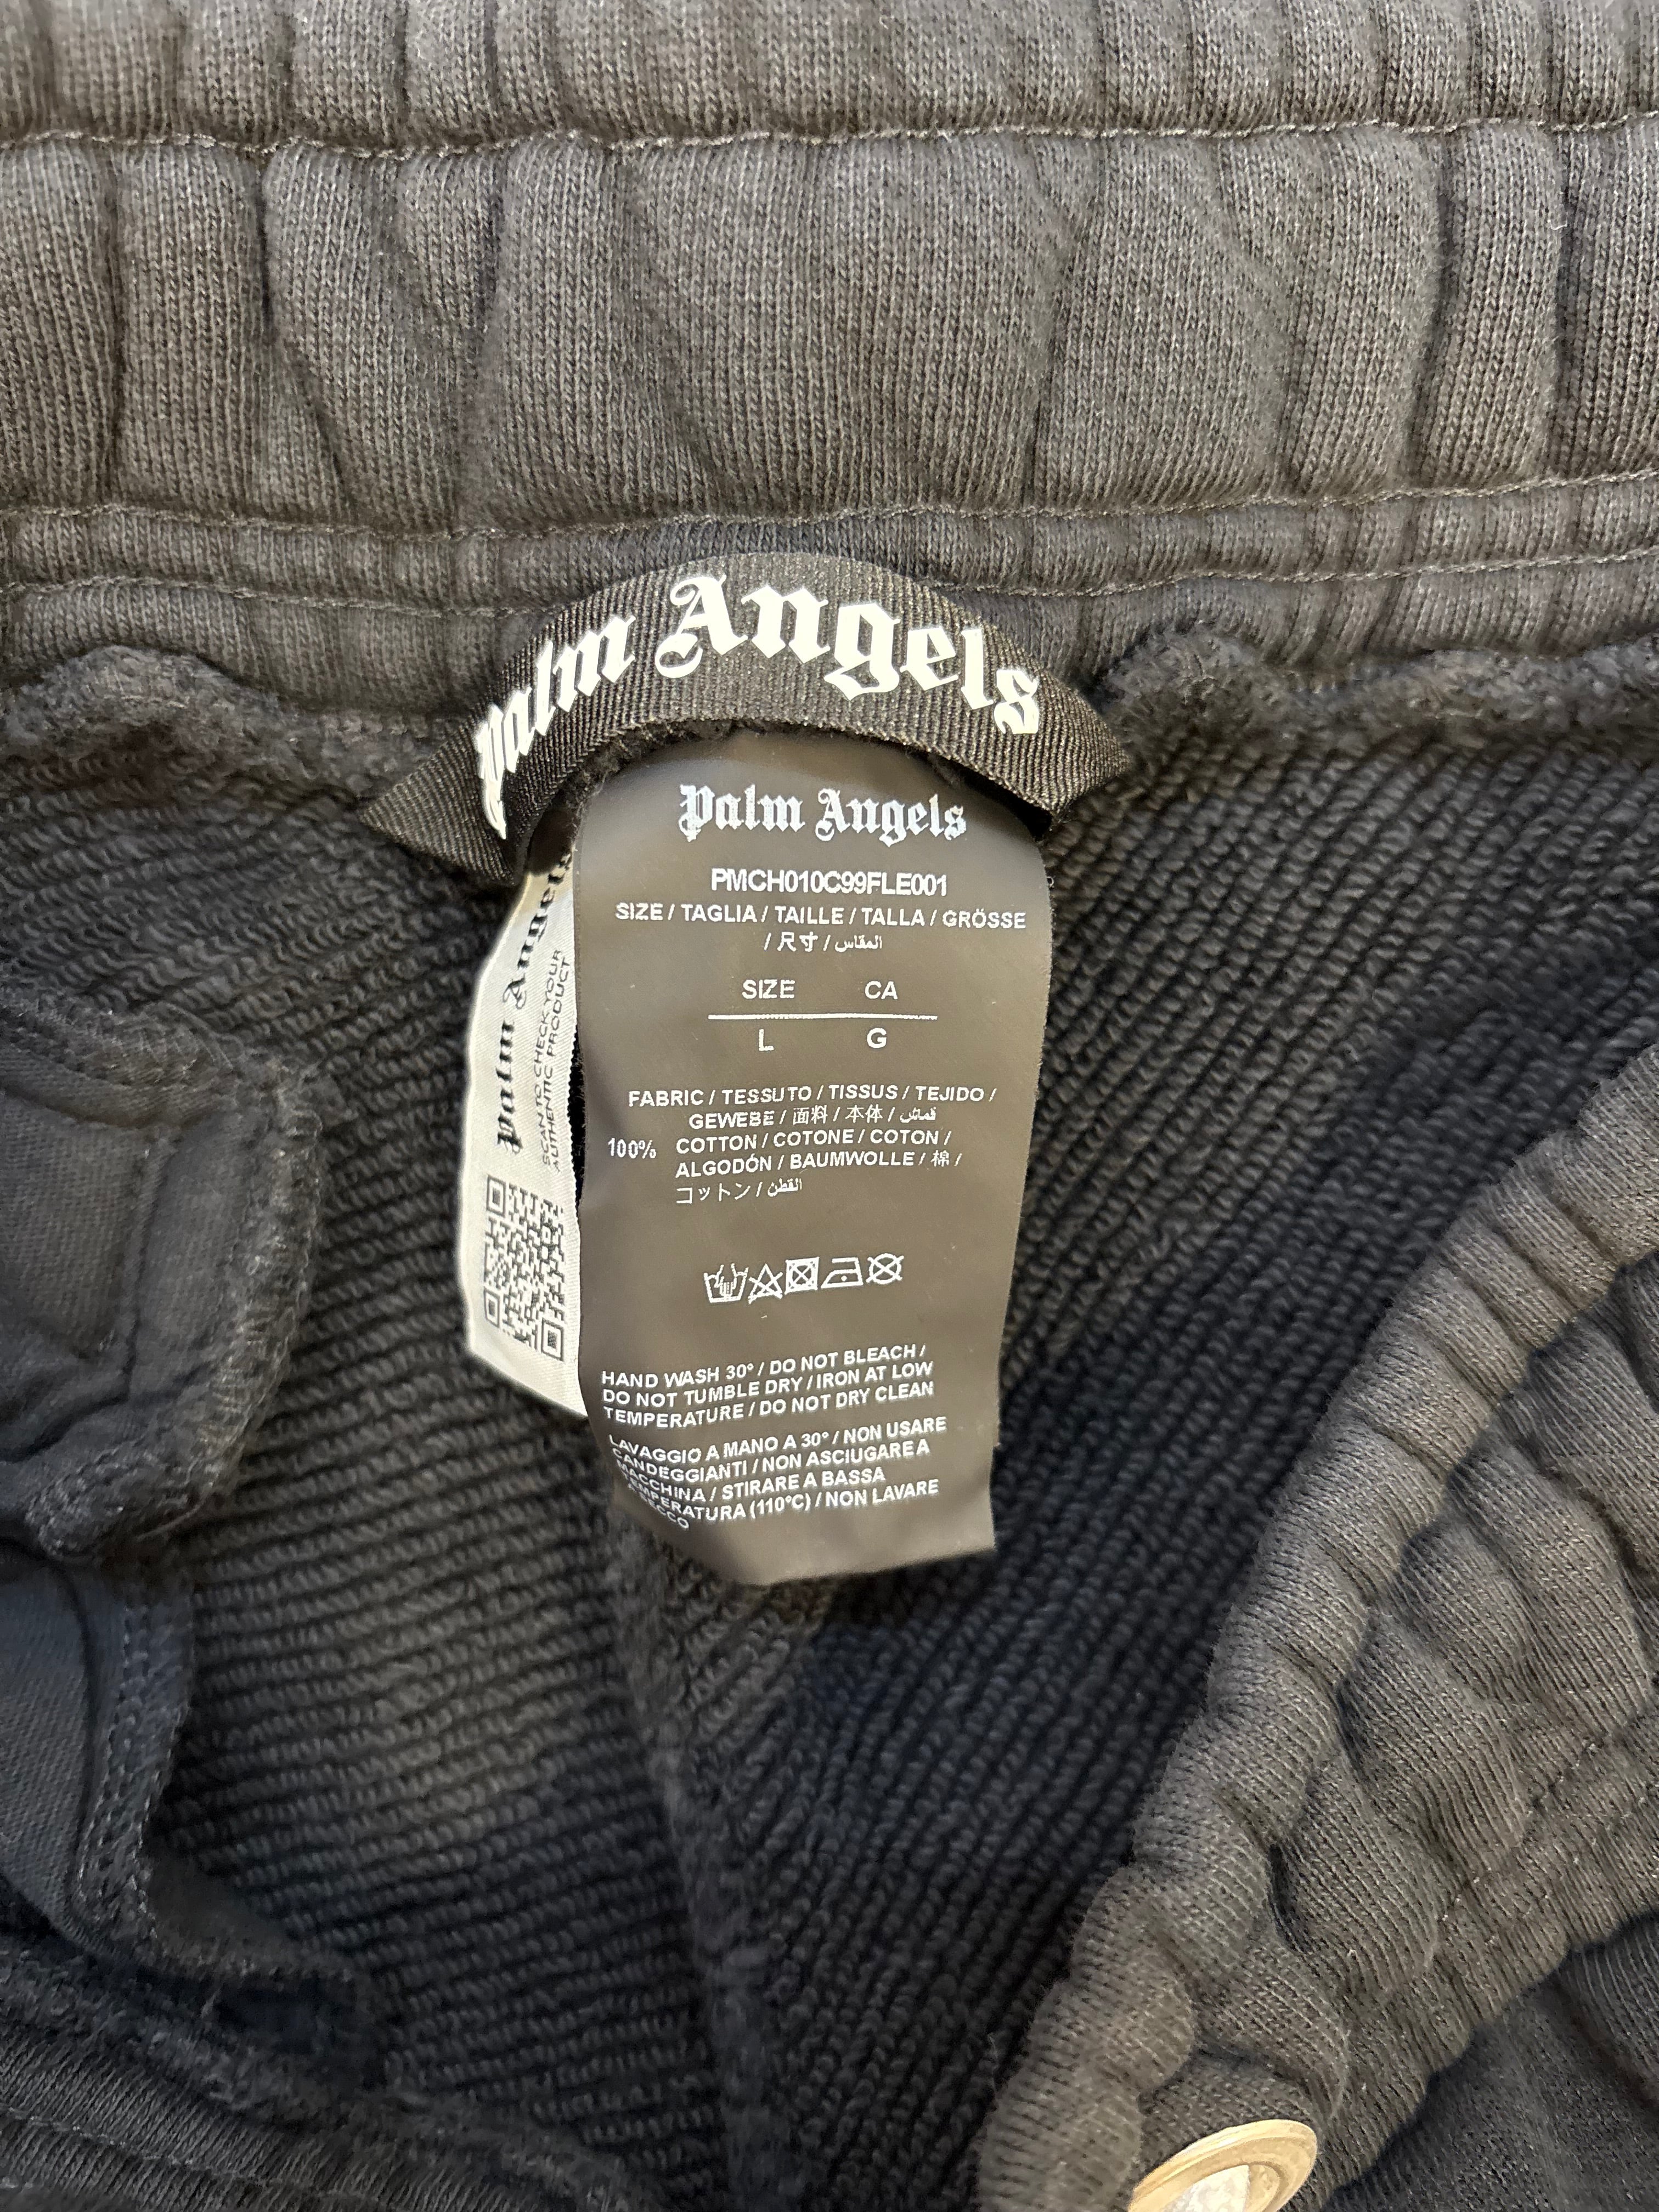 Palm Angels
Palm Angels
PMCH010C99FLE001
SIZE / TAGLIA / TAILLE / TALLA / GRÖSSE
/ 尺寸 / المقاس
SIZE CA
L G
FABRIC / TESSUTO / TISSUS / TEJIDO /
GEWEBE / 面料 / 本体 / قماش
100% COTTON / COTONE / COTON /
ALGODÓN / BAUMWOLLE / 棉 /
コットン / القطن
HAND WASH 30° / DO NOT BLEACH /
DO NOT TUMBLE DRY / IRON AT LOW
TEMPERATURE / DO NOT DRY CLEAN
LAVAGGIO A MANO A 30° / NON USARE
CANDEGGIANTI / NON ASCIUGARE A
MACCHINA / STIRARE A BASSA
TEMPERATURA (110°C) / NON LAVARE
A SECCO
Palm Angels
SCAN TO CHECK YOUR
AUTHENTIC PRODUCT